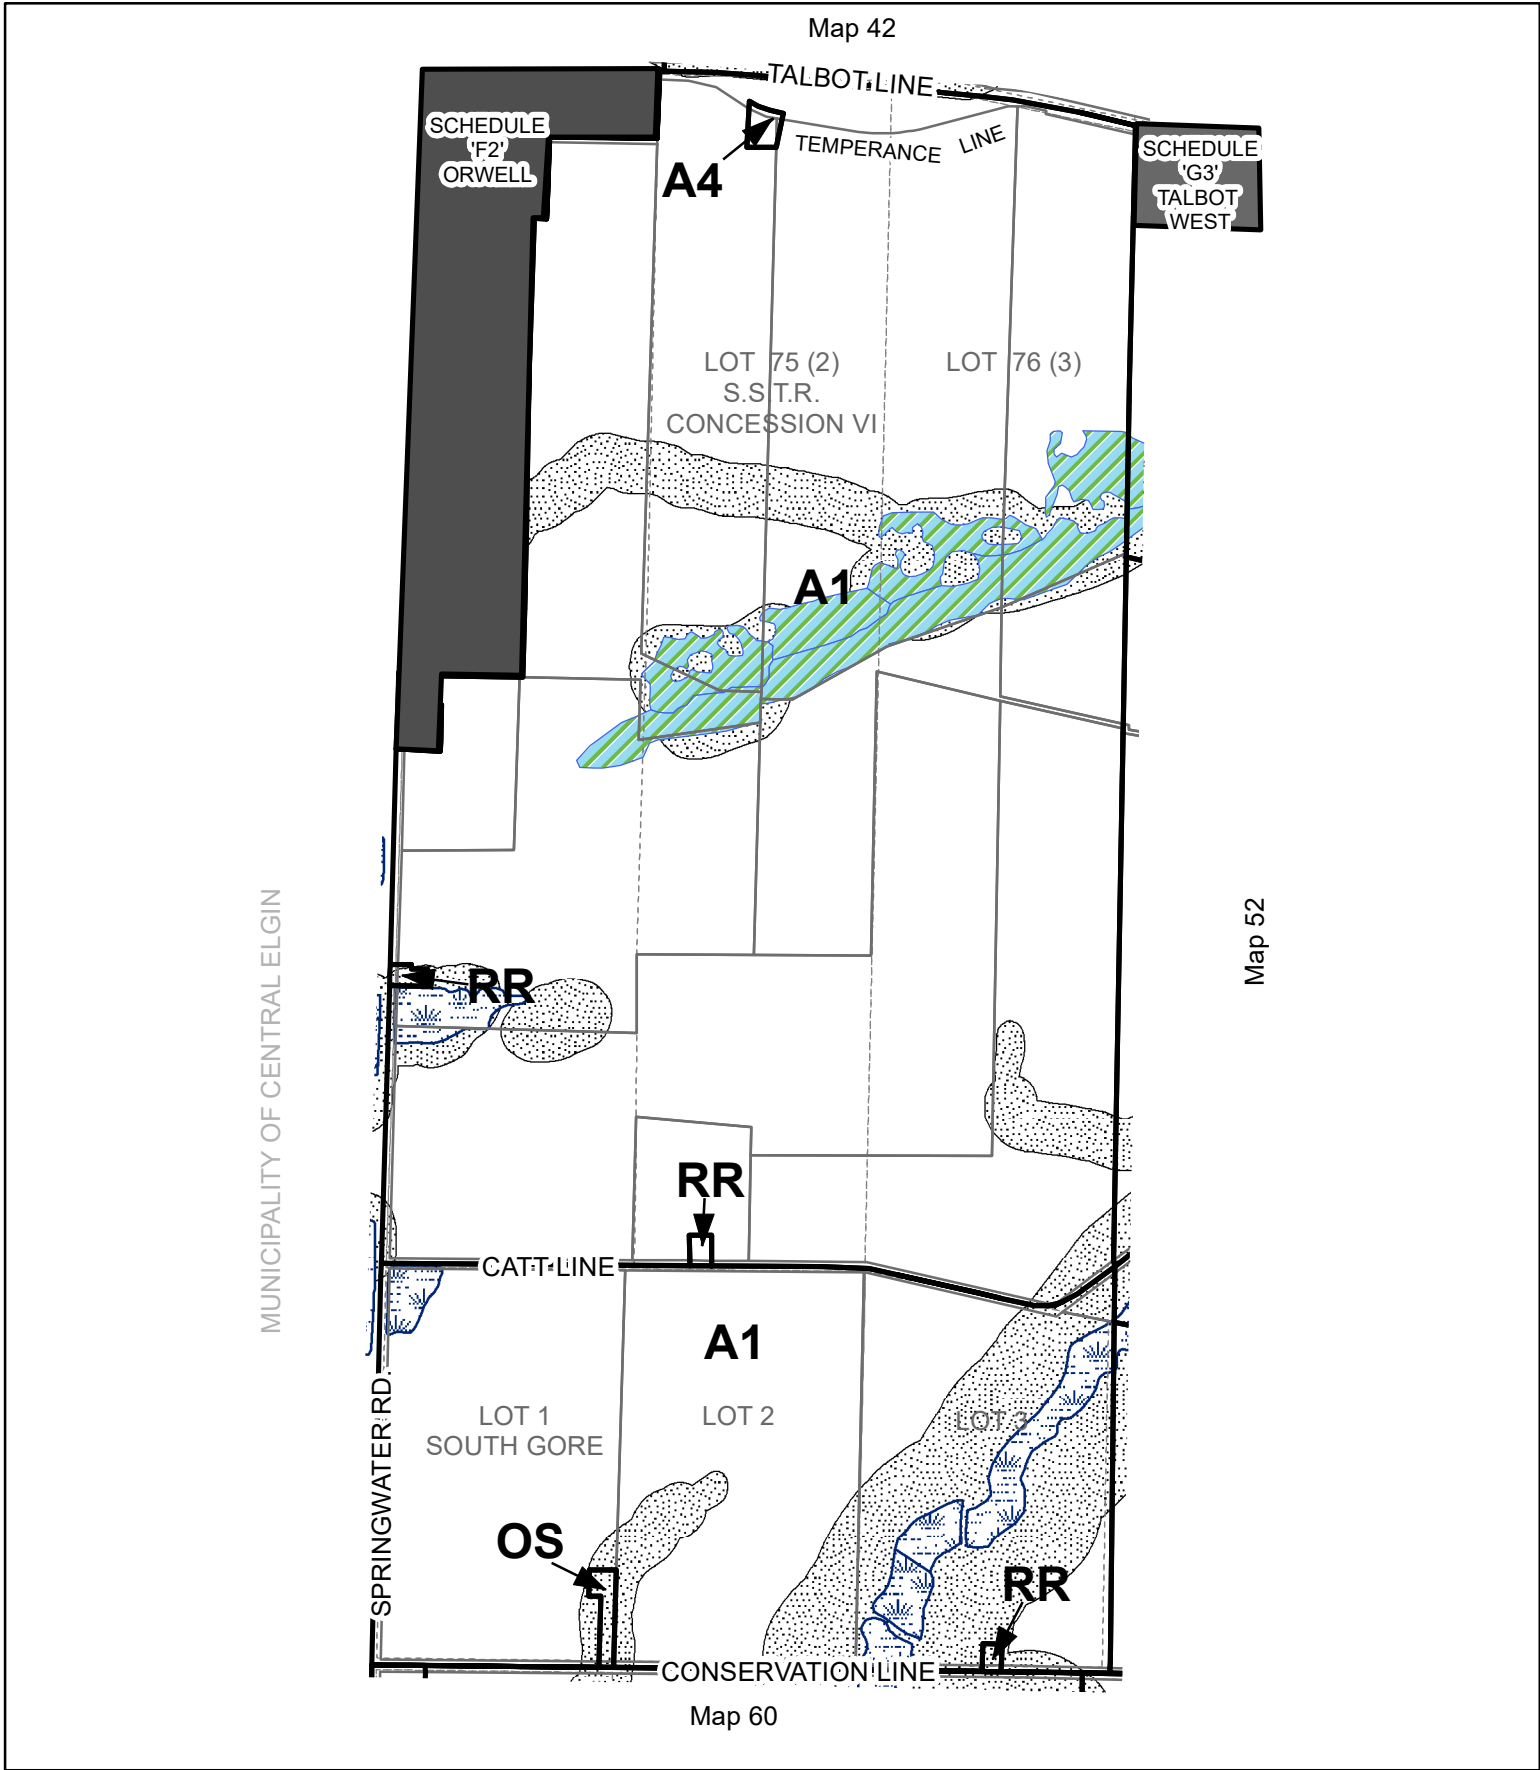 Map 42
TALBOT LINE
SCHEDULE
'F2'
ORWELL
TEMPERANCE LINE
SCHEDULE
'G3'
TALBOT
WEST
A4
LOT 75 (2)
S.S.T.R.
CONCESSION VI
LOT 76 (3)
A1
MUNICIPALITY OF CENTRAL ELGIN
Map 52
RR
RR
CATT LINE
A1
LOT 1
SOUTH GORE
LOT 2
LOT 3
SPRINGWATER RD.
OS
RR
CONSERVATION LINE
Map 60